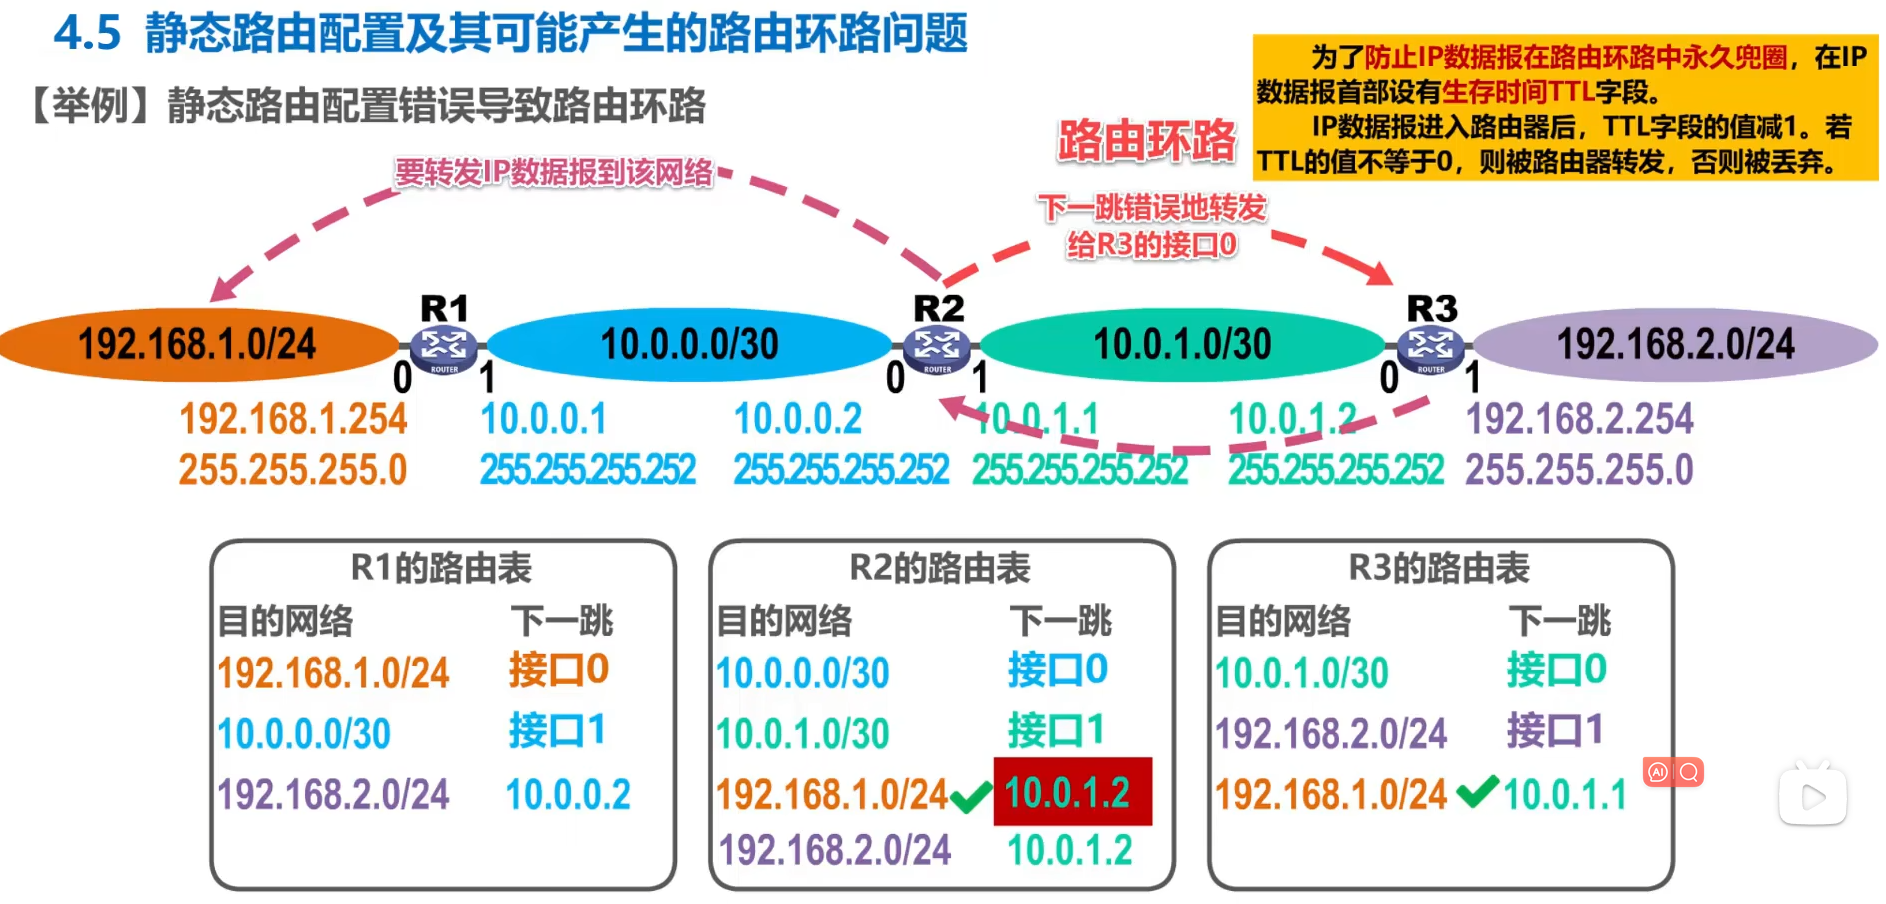 4.5 静态路由配置及其可能产生的路由环路问题
【举例】静态路由配置错误导致路由环路
为了防止IP数据报在路由环路中永久兜圈，在IP
数据报首部设有生存时间TTL字段。
IP数据报进入路由器后，TTL字段的值减1。若
TTL的值不等于0，则被路由器转发，否则被丢弃。
路由环路
要转发IP数据报到该网络
下一跳错误地转发
给R3的接口0
R1 R2 R3
192.168.1.0/24 10.0.0.0/30 10.0.1.0/30 192.168.2.0/24
ROUTER ROUTER ROUTER
0 1 0 1 0 1
192.168.1.254 10.0.0.1 10.0.0.2 10.0.1.1 10.0.1.2 192.168.2.254
255.255.255.0 255.255.255.252 255.255.255.252 255.255.255.252 255.255.255.252 255.255.255.0
R1的路由表
目的网络 下一跳
192.168.1.0/24 接口0
10.0.0.0/30 接口1
192.168.2.0/24 10.0.0.2
R2的路由表
目的网络 下一跳
10.0.0.0/30 接口0
10.0.1.0/30 接口1
192.168.1.0/24 10.0.1.2
192.168.2.0/24 10.0.1.2
R3的路由表
目的网络 下一跳
10.0.1.0/30 接口0
192.168.2.0/24 接口1
192.168.1.0/24 10.0.1.1
AI